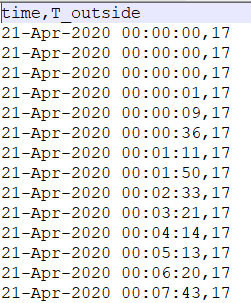 time,T_outside
21-Apr-2020 00:00:00,17
21-Apr-2020 00:00:00,17
21-Apr-2020 00:00:00,17
21-Apr-2020 00:00:01,17
21-Apr-2020 00:00:09,17
21-Apr-2020 00:00:36,17
21-Apr-2020 00:01:11,17
21-Apr-2020 00:01:50,17
21-Apr-2020 00:02:33,17
21-Apr-2020 00:03:21,17
21-Apr-2020 00:04:14,17
21-Apr-2020 00:05:13,17
21-Apr-2020 00:06:20,17
21-Apr-2020 00:07:43,17